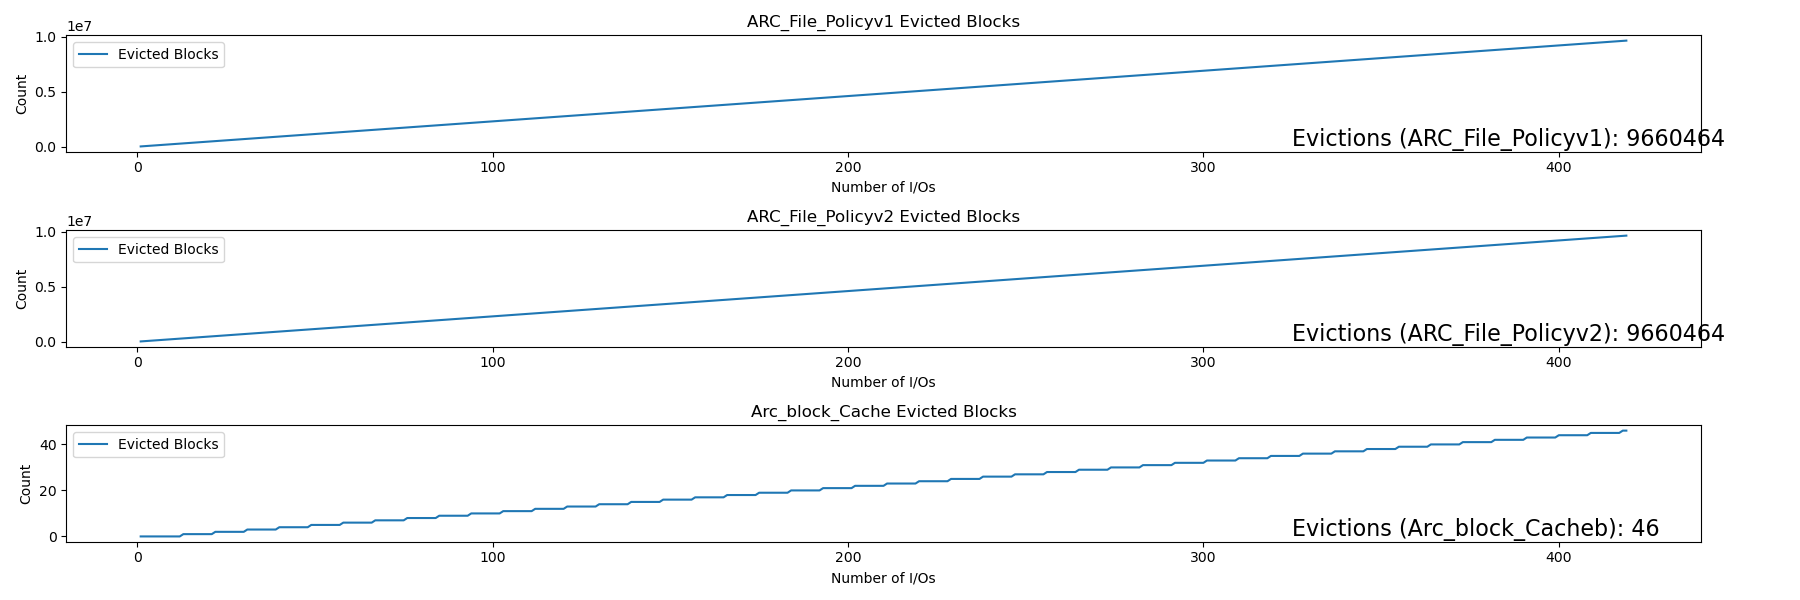 ARC_File_Policyv1 Evicted Blocks
1e7
1.0
Evicted Blocks
Count
0.5
0.0
Evictions (ARC_File_Policyv1): 9660464
0 100 200 300 400
Number of I/Os
ARC_File_Policyv2 Evicted Blocks
1e7
1.0
Evicted Blocks
Count
0.5
0.0
Evictions (ARC_File_Policyv2): 9660464
0 100 200 300 400
Number of I/Os
Arc_block_Cache Evicted Blocks
Evicted Blocks
40
Count
20
0
Evictions (Arc_block_Cacheb): 46
0 100 200 300 400
Number of I/Os